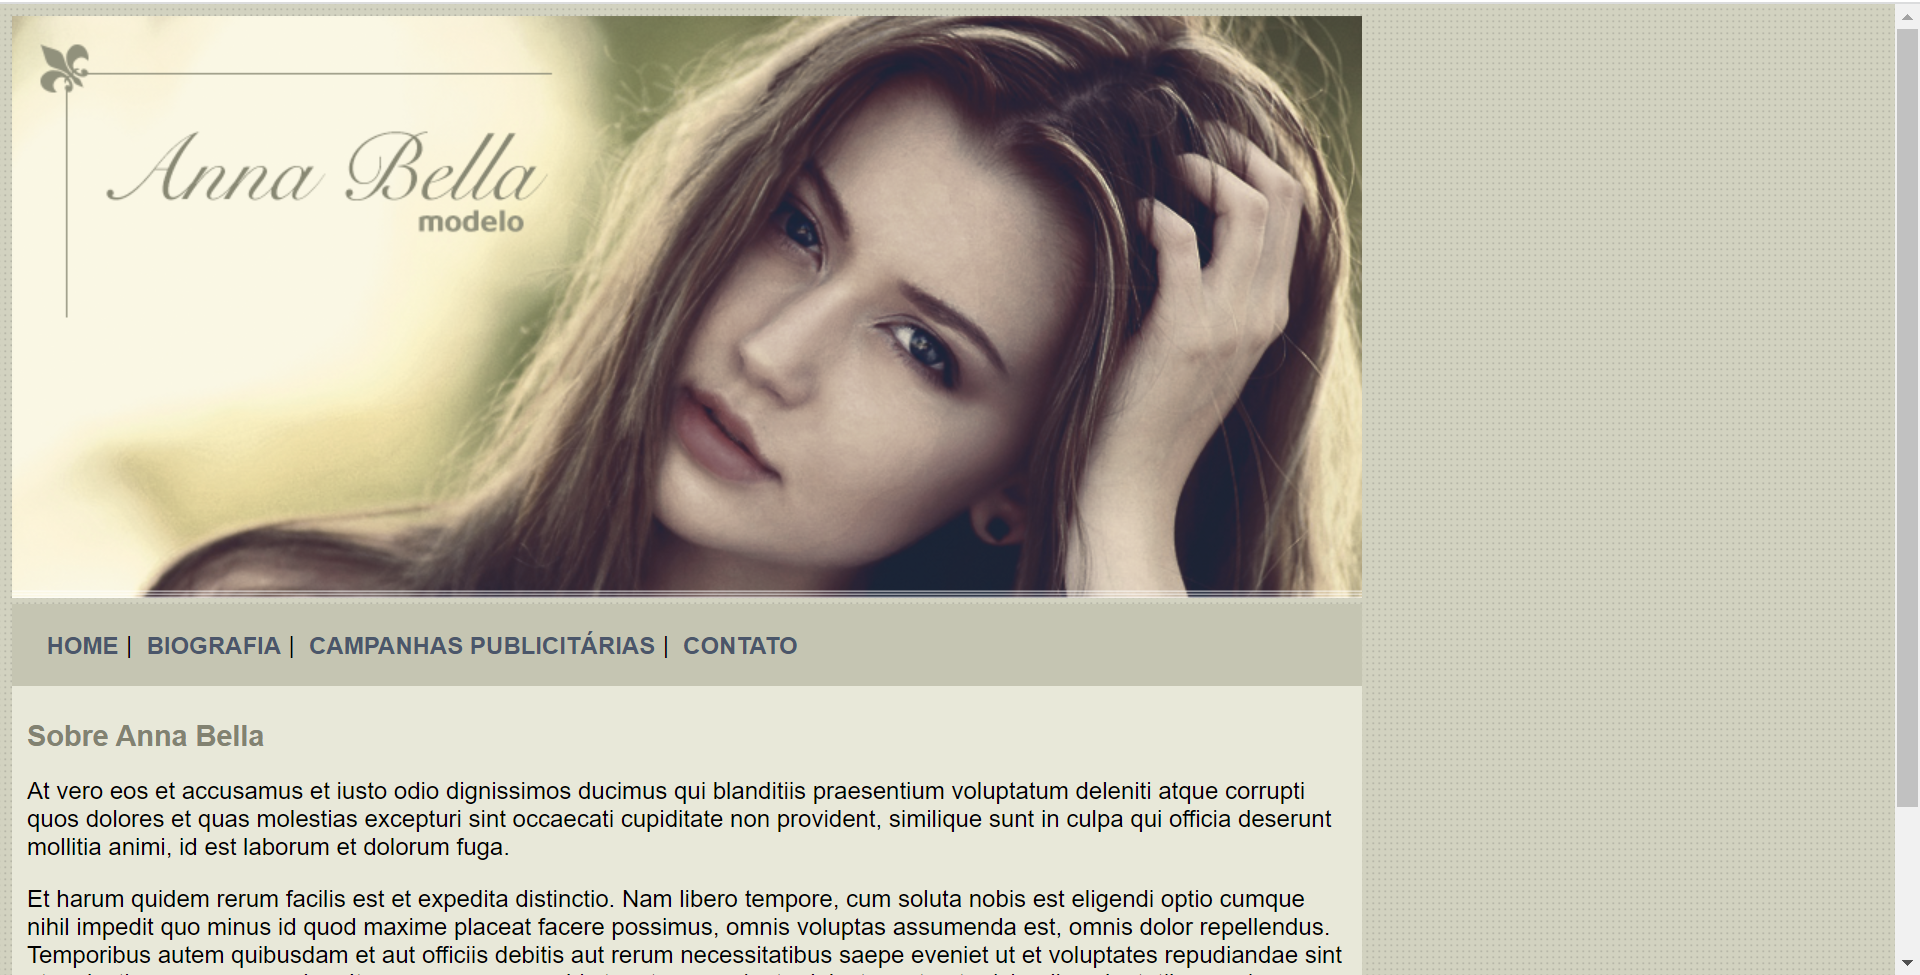 Anna Bella
modelo
HOME | BIOGRAFIA | CAMPANHAS PUBLICITÁRIAS | CONTATO
Sobre Anna Bella
At vero eos et accusamus et iusto odio dignissimos ducimus qui blanditiis praesentium voluptatum deleniti atque corrupti
quos dolores et quas molestias excepturi sint occaecati cupiditate non provident, similique sunt in culpa qui officia deserunt
mollitia animi, id est laborum et dolorum fuga.
Et harum quidem rerum facilis est et expedita distinctio. Nam libero tempore, cum soluta nobis est eligendi optio cumque
nihil impedit quo minus id quod maxime placeat facere possimus, omnis voluptas assumenda est, omnis dolor repellendus.
Temporibus autem quibusdam et aut officiis debitis aut rerum necessitatibus saepe eveniet ut et voluptates repudiandae sint